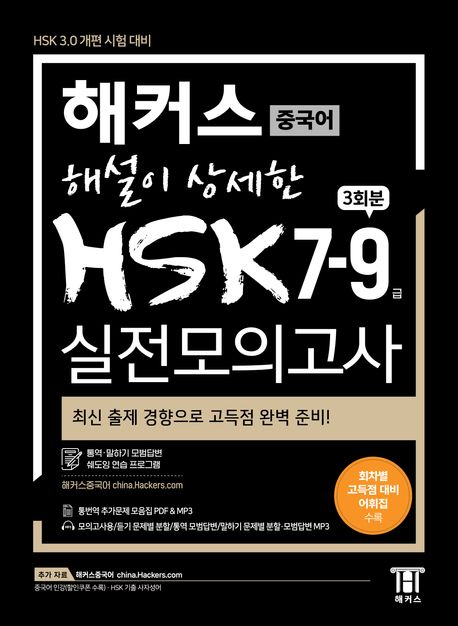 HSK 3.0 개편 시험 대비
해커스 중국어
해설이 상세한
3회분
HSK 7-9급
실전모의고사
최신 출제 경향으로 고득점 완벽 준비!
통역·말하기 모범답변
쉐도잉 연습 프로그램
해커스중국어 china.Hackers.com
회차별
고득점 대비
어휘집
수록
통번역 추가문제 모음집 PDF & MP3
모의고사용/듣기 문제별 분할/통역 모범답변/말하기 문제별 분할·모범답변 MP3
추가 자료 해커스중국어 china.Hackers.com
중국어 인강(할인쿠폰 수록) · HSK 기출 사자성어
해커스